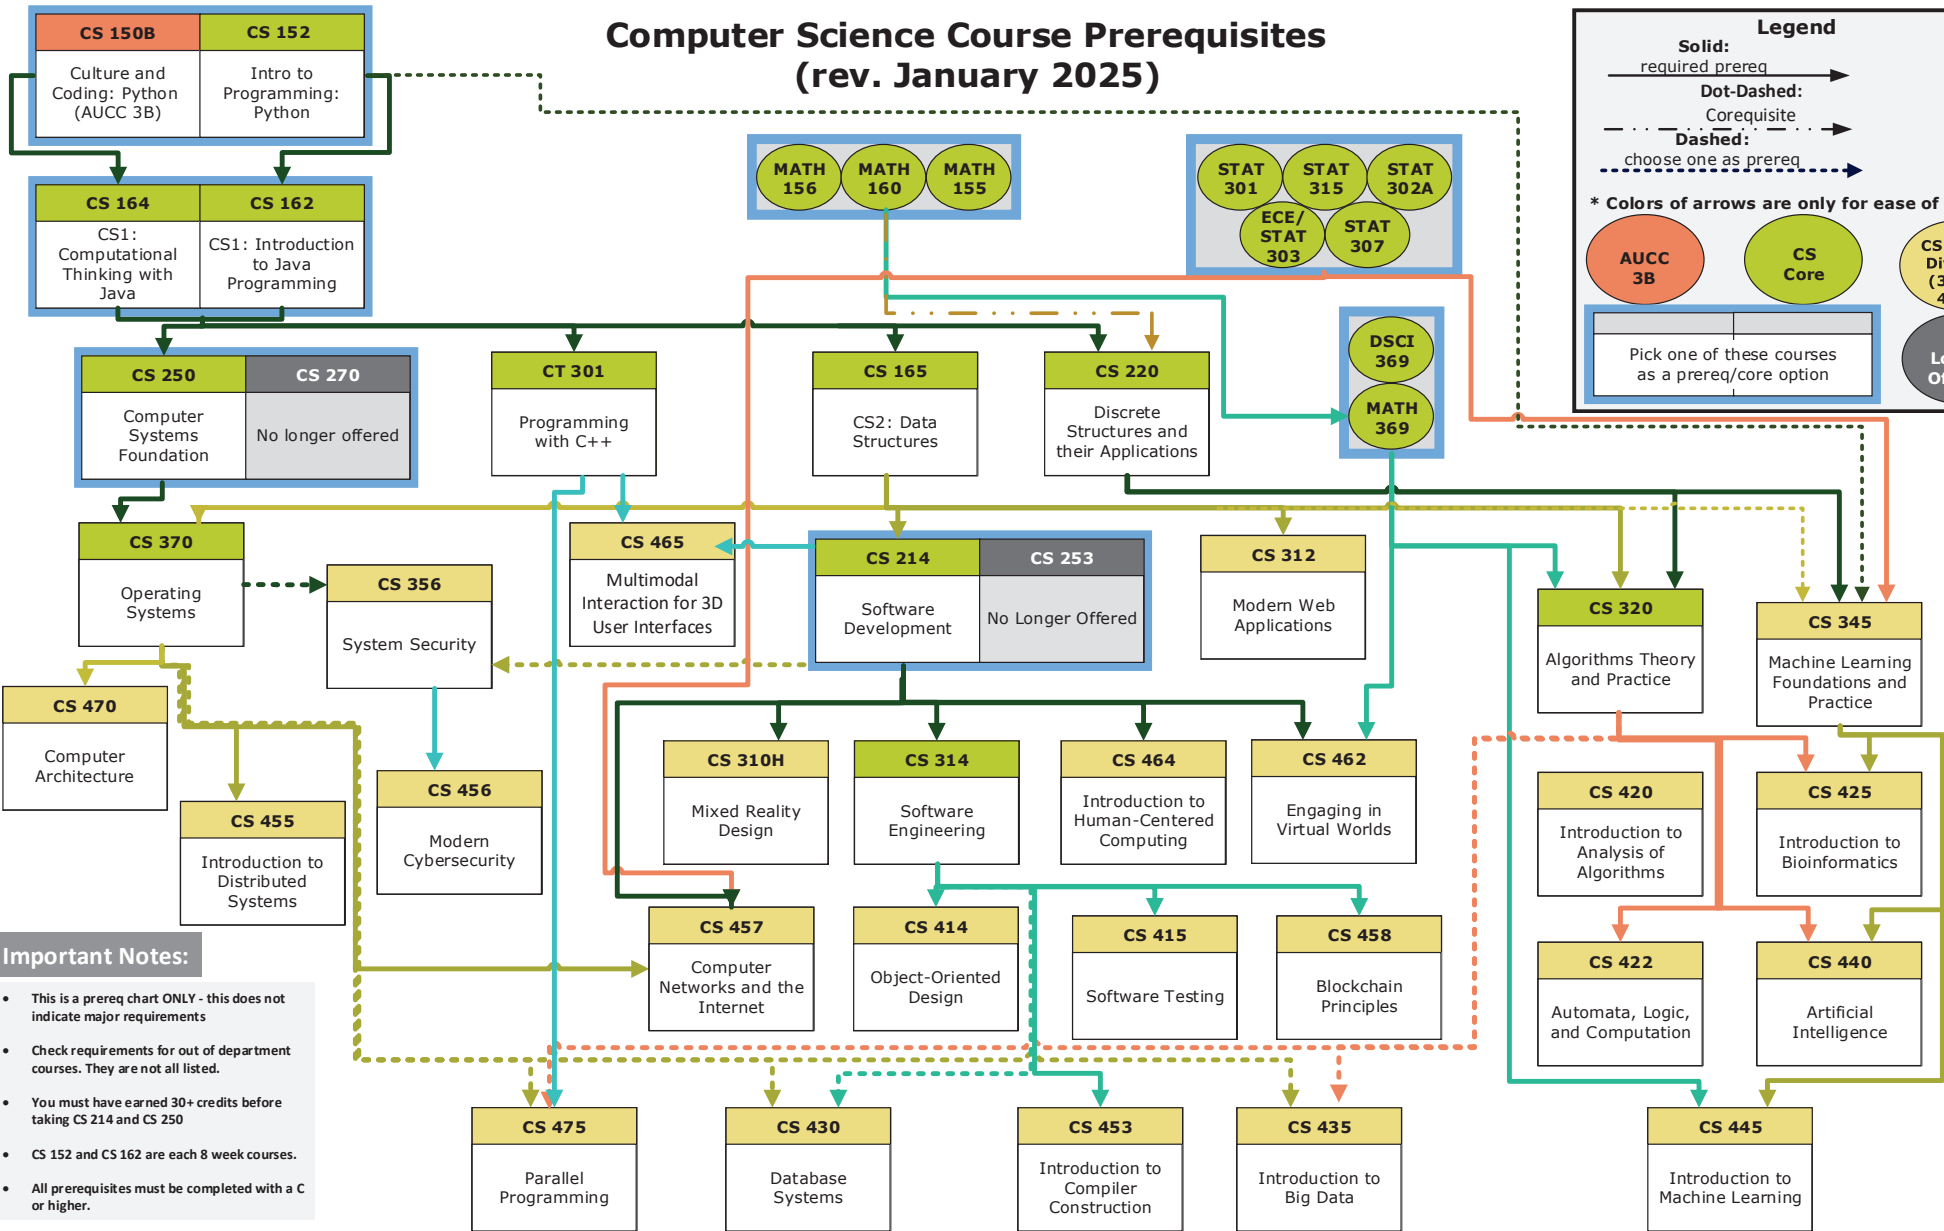 Computer Science Course Prerequisites
(rev. January 2025)
CS 150B
Culture and
Coding: Python
(AUCC 3B)
CS 152
Intro to
Programming:
Python
CS 164
CS1:
Computational
Thinking with
Java
CS 162
CS1: Introduction
to Java
Programming
MATH
156
MATH
160
MATH
155
STAT
301
STAT
315
STAT
302A
ECE/
STAT
303
STAT
307
Legend
Solid:
required prereq
Dot-Dashed:
Corequisite
Dashed:
choose one as prereq
* Colors of arrows are only for ease of
AUCC
3B
CS
Core
CS
Di
(3
4
Pick one of these courses
as a prereq/core option
Lo
Of
CS 250
Computer
Systems
Foundation
CS 270
No longer offered
CT 301
Programming
with C++
CS 165
CS2: Data
Structures
CS 220
Discrete
Structures and
their Applications
DSCI
369
MATH
369
CS 370
Operating
Systems
CS 356
System Security
CS 465
Multimodal
Interaction for 3D
User Interfaces
CS 214
Software
Development
CS 253
No Longer Offered
CS 312
Modern Web
Applications
CS 320
Algorithms Theory
and Practice
CS 345
Machine Learning
Foundations and
Practice
CS 470
Computer
Architecture
CS 455
Introduction to
Distributed
Systems
CS 456
Modern
Cybersecurity
CS 310H
Mixed Reality
Design
CS 314
Software
Engineering
CS 464
Introduction to
Human-Centered
Computing
CS 462
Engaging in
Virtual Worlds
CS 420
Introduction to
Analysis of
Algorithms
CS 425
Introduction to
Bioinformatics
CS 457
Computer
Networks and the
Internet
CS 414
Object-Oriented
Design
CS 415
Software Testing
CS 458
Blockchain
Principles
CS 422
Automata, Logic,
and Computation
CS 440
Artificial
Intelligence
CS 475
Parallel
Programming
CS 430
Database
Systems
CS 453
Introduction to
Compiler
Construction
CS 435
Introduction to
Big Data
CS 445
Introduction to
Machine Learning
Important Notes:
• This is a prereq chart ONLY - this does not
indicate major requirements
• Check requirements for out of department
courses. They are not all listed.
• You must have earned 30+ credits before
taking CS 214 and CS 250
• CS 152 and CS 162 are each 8 week courses.
• All prerequisites must be completed with a C
or higher.